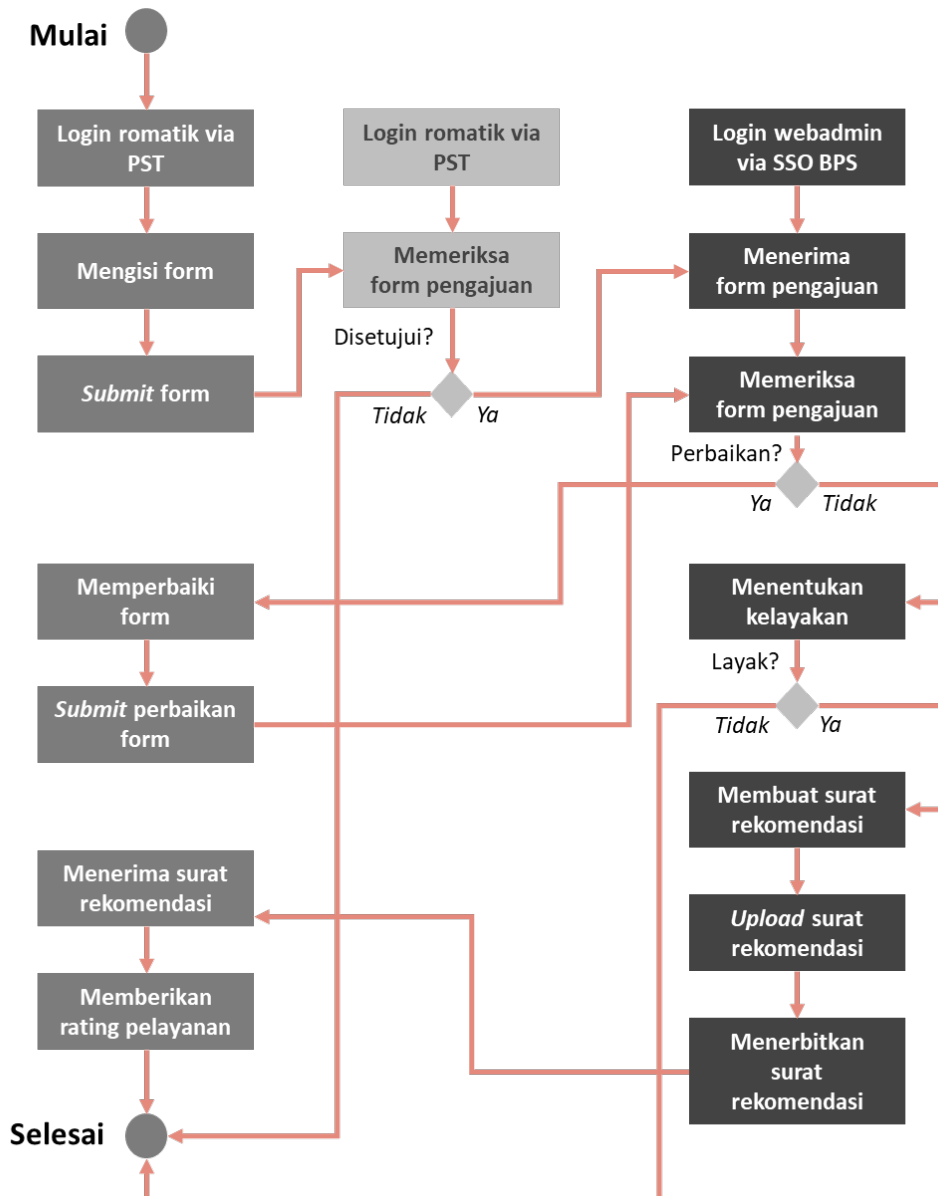 Mulai
Login romatik via
PST
Login romatik via
PST
Login webadmin
via SSO BPS
Mengisi form
Memeriksa
form pengajuan
Menerima
form pengajuan
Disetujui?
Submit form
Tidak
Ya
Memeriksa
form pengajuan
Perbaikan?
Ya
Tidak
Memperbaiki
form
Menentukan
kelayakan
Layak?
Submit perbaikan
form
Tidak
Ya
Membuat surat
rekomendasi
Menerima surat
rekomendasi
Upload surat
rekomendasi
Memberikan
rating pelayanan
Menerbitkan
surat
rekomendasi
Selesai